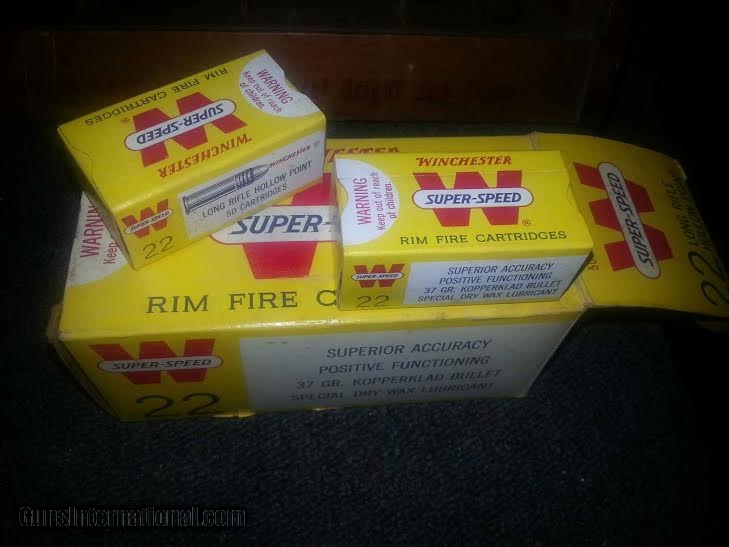 RIM FIRE CARTRIDGES
SUPER-SPEED
W
®
WINCHESTER
WARNING
Keep out of reach
of children.
WINCHESTER
LONG RIFLE HOLLOW POINT
50 CARTRIDGES
W
SUPER-SPEED
22
WINCHESTER
WARNING
Keep out of reach
of children.
W
SUPER-SPEED
®
RIM FIRE CARTRIDGES
W
SUPER-SPEED
22
SUPERIOR ACCURACY
POSITIVE FUNCTIONING
37 GR. KOPPERKLAD BULLET
SPECIAL DRY WAX LUBRICANT
WARNING
Keep
SUPER-
RIM FIRE C
W
SUPER-SPEED
22
SUPERIOR ACCURACY
POSITIVE FUNCTIONING
37 GR. KOPPERKLAD BULLET
SPECIAL DRY-WAX LUBRICANT
W
SUPER-SPEED
22
LONG
GunsInternational.com